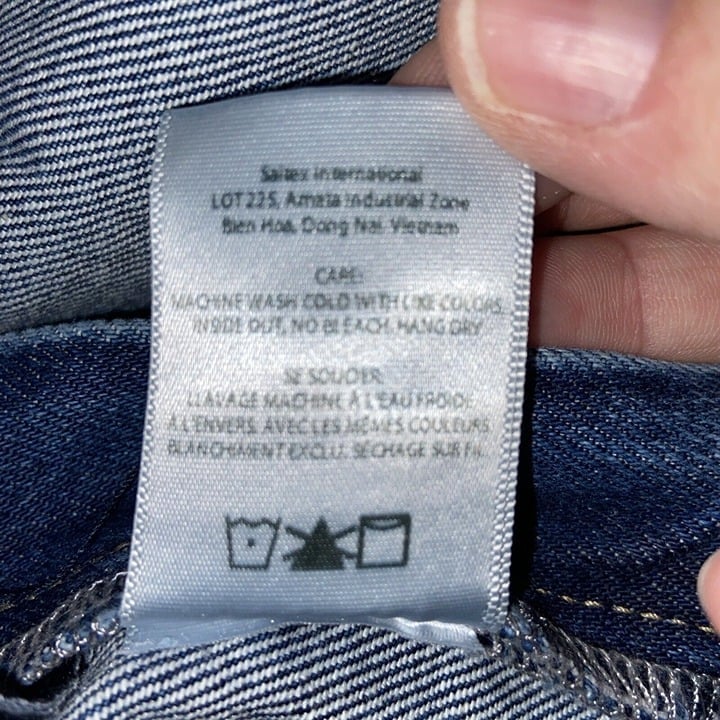 Saitex International
LOT 225, Amata Industrial Zone
Bien Hoa, Dong Nai, Vietnam
CARE:
MACHINE WASH COLD WITH LIKE COLORS,
INSIDE OUT, NO BLEACH, HANG DRY
SE SOUCIER:
LLAVAGE MACHINE À L'EAU FROIDE,
À L'ENVERS, AVEC LES MÊMES COULEURS
BLANCHIMENT EXCLU. SÉCHAGE SUR FIL.